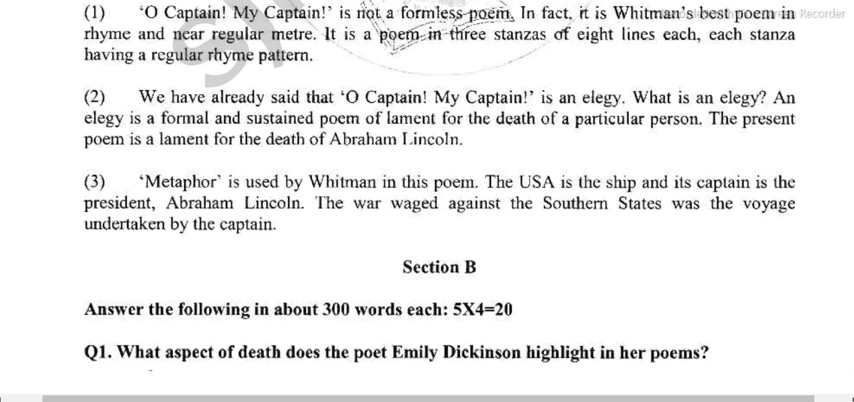 (1) ‘O Captain! My Captain!’ is not a formless poem. In fact, it is Whitman’s best poem in
rhyme and near regular metre. It is a poem in three stanzas of eight lines each, each stanza
having a regular rhyme pattern.
(2) We have already said that ‘O Captain! My Captain!’ is an elegy. What is an elegy? An
elegy is a formal and sustained poem of lament for the death of a particular person. The present
poem is a lament for the death of Abraham Lincoln.
(3) ‘Metaphor’ is used by Whitman in this poem. The USA is the ship and its captain is the
president, Abraham Lincoln. The war waged against the Southern States was the voyage
undertaken by the captain.
Section B
Answer the following in about 300 words each: 5X4=20
Q1. What aspect of death does the poet Emily Dickinson highlight in her poems?
Recorder